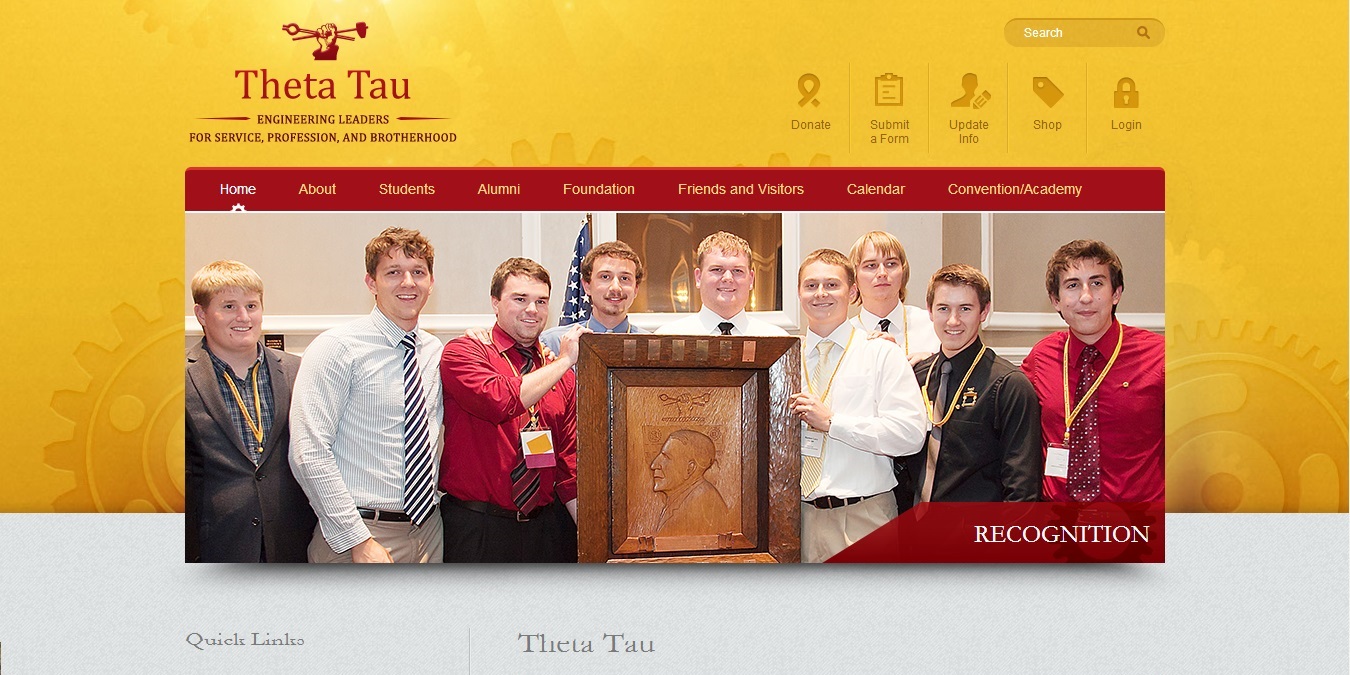 Theta Tau
ENGINEERING LEADERS
FOR SERVICE, PROFESSION, AND BROTHERHOOD
Search
Donate
Submit
a Form
Update
Info
Shop
Login
Home About Students Alumni Foundation Friends and Visitors Calendar Convention/Academy
RECOGNITION
Quick Links
Theta Tau